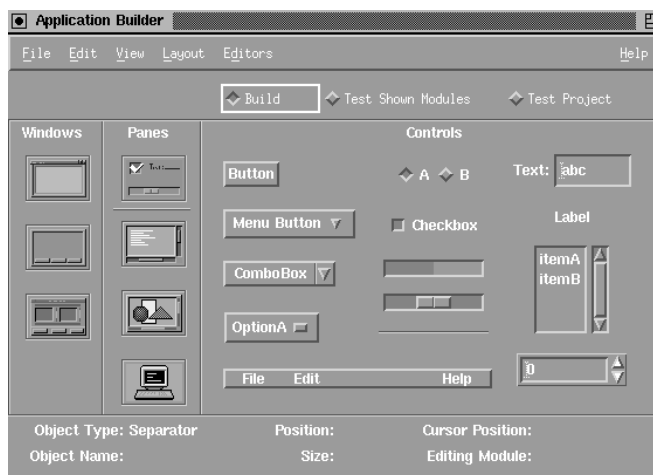 Application Builder
File Edit View Layout Editors Help
Build Test Shown Modules Test Project
Windows Panes Controls
Button A B Text: abc
Menu Button Checkbox Label
ComboBox itemA
itemB
OptionA
File Edit Help 0
Object Type: Separator Position: Cursor Position:
Object Name: Size: Editing Module: